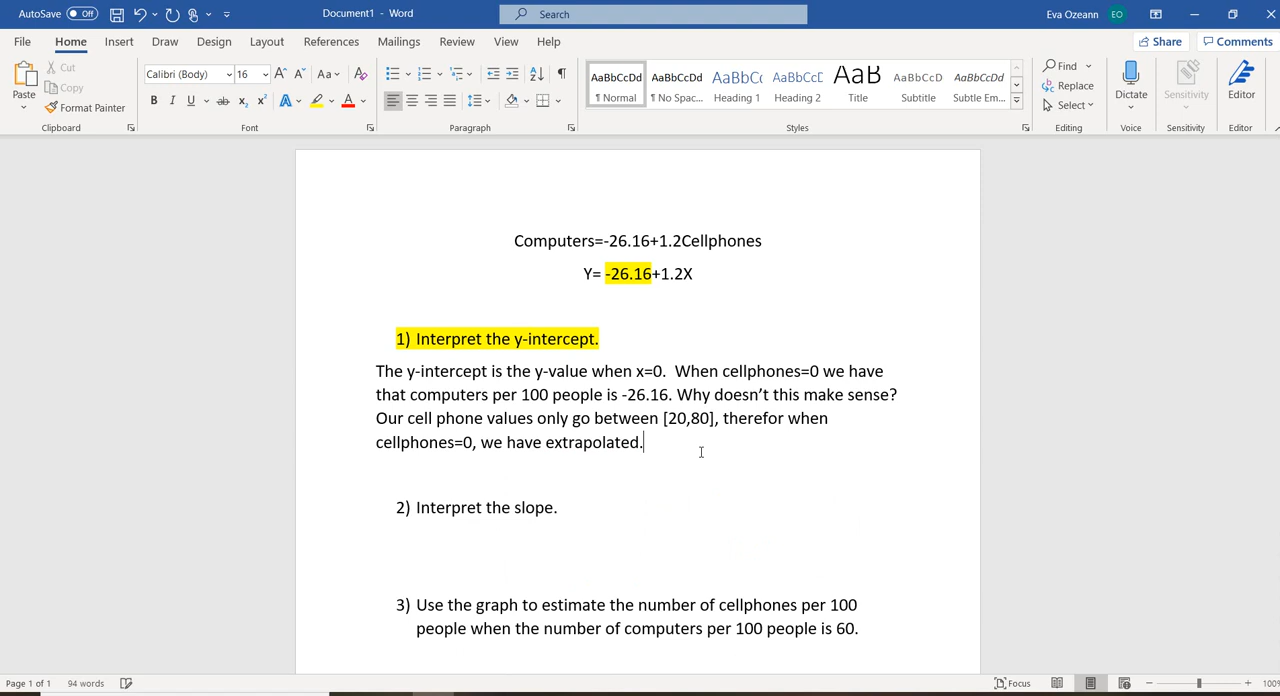 AutoSave Off Document1 - Word Search Eva Ozeann EO
File Home Insert Draw Design Layout References Mailings Review View Help Share Comments
Paste Cut Copy Format Painter Clipboard
Calibri (Body) 16 Aa Font
Paragraph
AaBbCcDd AaBbCcDd AaBbCc AaBbCcD AaB AaBbCcD AaBbCcDd
¶ Normal ¶ No Spac... Heading 1 Heading 2 Title Subtitle Subtle Em...
Styles
Find Replace Select Editing
Dictate Voice
Sensitivity Sensitivity
Editor Editor
Computers=-26.16+1.2Cellphones
Y= -26.16+1.2X
1) Interpret the y-intercept.
The y-intercept is the y-value when x=0. When cellphones=0 we have
that computers per 100 people is -26.16. Why doesn't this make sense?
Our cell phone values only go between [20,80], therefor when
cellphones=0, we have extrapolated.
2) Interpret the slope.
3) Use the graph to estimate the number of cellphones per 100
people when the number of computers per 100 people is 60.
Page 1 of 1 94 words Focus 100%